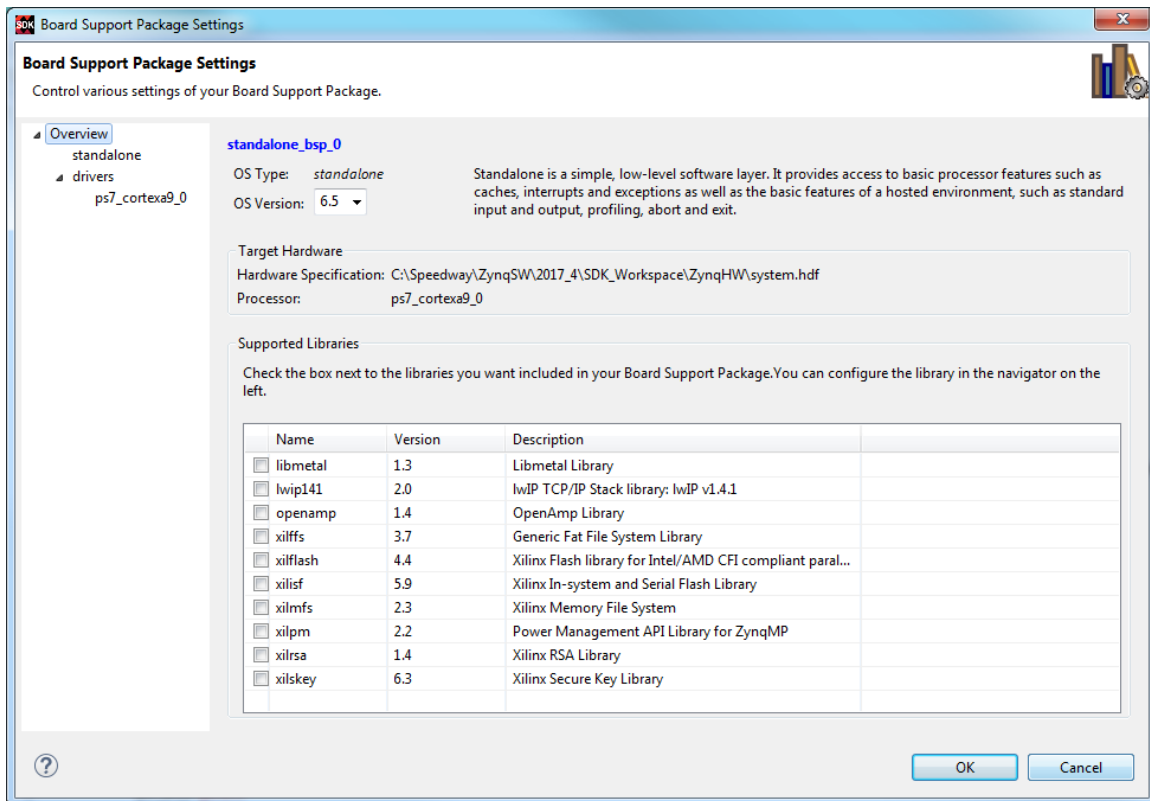 SDK Board Support Package Settings
Board Support Package Settings
Control various settings of your Board Support Package.
Overview
standalone
drivers
ps7_cortexa9_0
standalone_bsp_0
OS Type: standalone
OS Version: 6.5
Standalone is a simple, low-level software layer. It provides access to basic processor features such as
caches, interrupts and exceptions as well as the basic features of a hosted environment, such as standard
input and output, profiling, abort and exit.
Target Hardware
Hardware Specification: C:\Speedway\ZynqSW\2017_4\SDK_Workspace\ZynqHW\system.hdf
Processor: ps7_cortexa9_0
Supported Libraries
Check the box next to the libraries you want included in your Board Support Package.You can configure the library in the navigator on the
left.
Name Version Description
libmetal 1.3 Libmetal Library
lwip141 2.0 lwIP TCP/IP Stack library: lwIP v1.4.1
openamp 1.4 OpenAmp Library
xilffs 3.7 Generic Fat File System Library
xilflash 4.4 Xilinx Flash library for Intel/AMD CFI compliant paral...
xilisf 5.9 Xilinx In-system and Serial Flash Library
xilmfs 2.3 Xilinx Memory File System
xilpm 2.2 Power Management API Library for ZynqMP
xilrsa 1.4 Xilinx RSA Library
xilskey 6.3 Xilinx Secure Key Library
?
OK Cancel